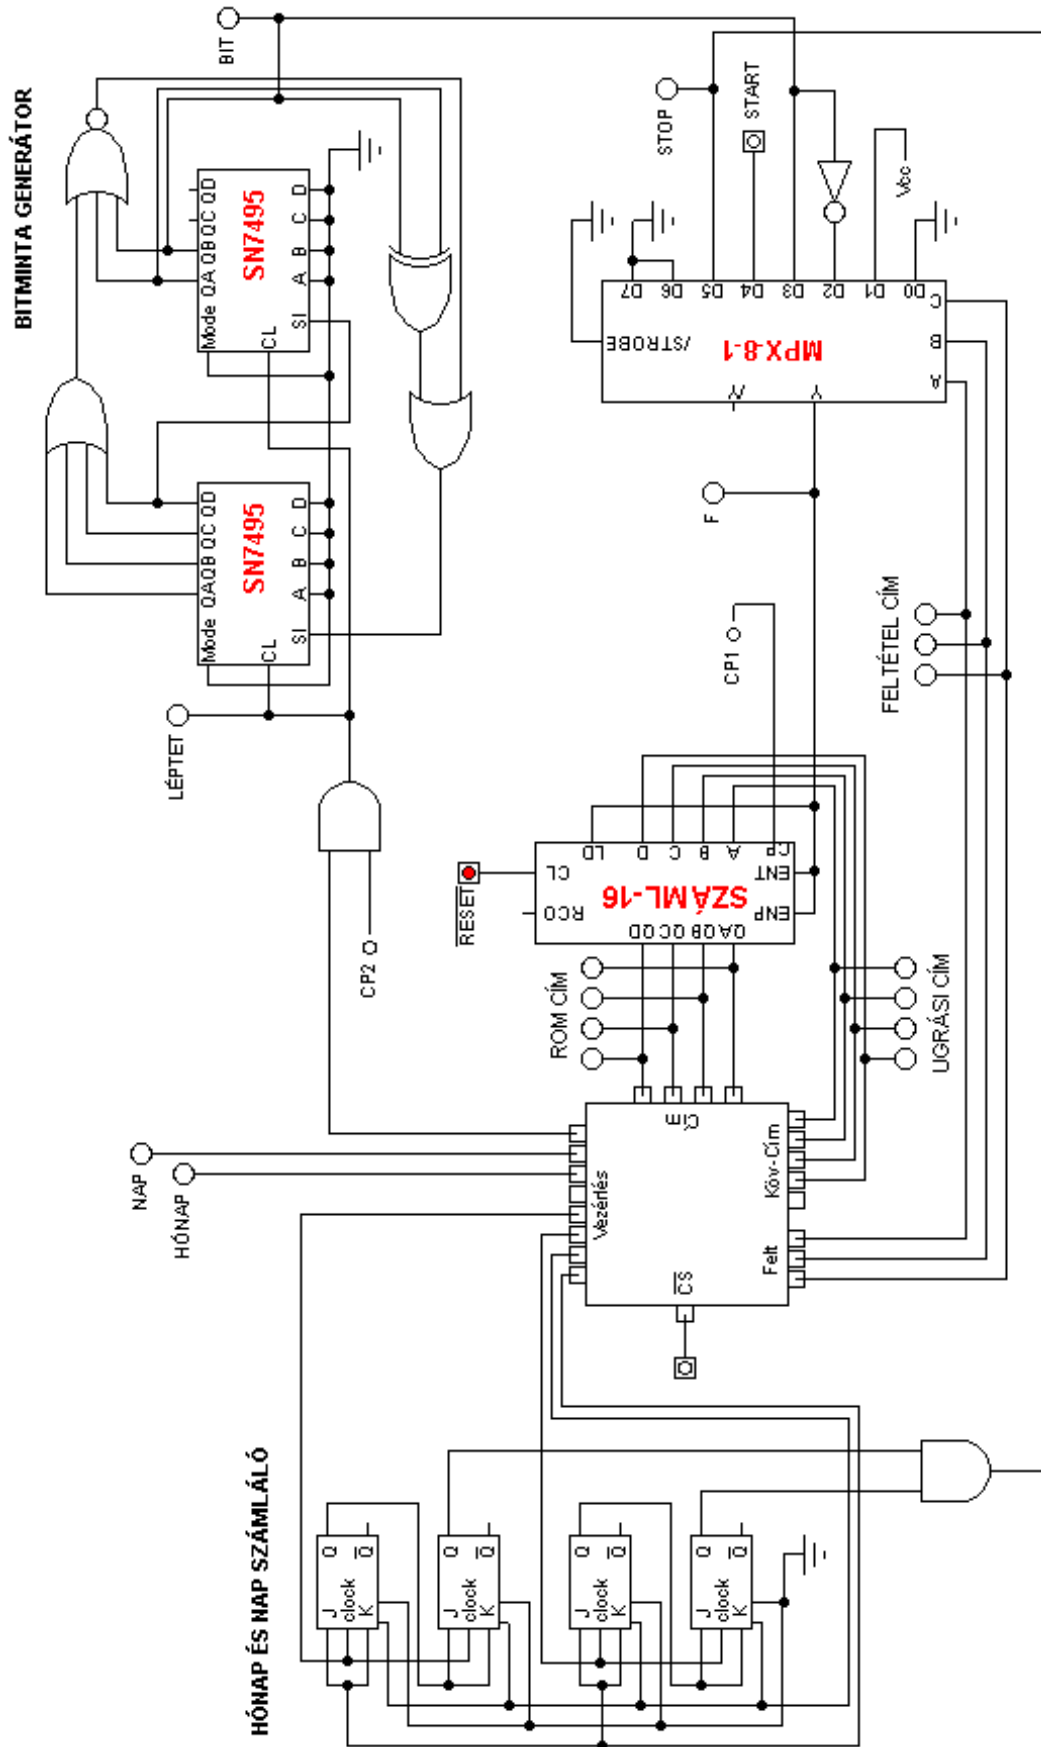 BITMINTA GENERÁTOR
BIT
QA QB QC QD
Mode
SN7495
CL
SI A B C D
QA QB QC QD
Mode
SN7495
CL
SI A B C D
LÉPTET
CP2
STOP
START
Vcc
/STROBE
D7
D6
D5
D4
D3
D2
D1
D0
MPX-8-1
/Y
Y
A B C
F
CP1
FELTÉTEL CÍM
RESET
CL
RCO
LD
D
C
B
A
CP
ENT
ENP
SZÁML-16
QA QB QC QD
ROM CÍM
UGRÁSI CÍM
NAP
HÓNAP
Vezérlés
Cím
Köv-Cím
Felt
CS
HÓNAP ÉS NAP SZÁMLÁLÓ
J Q
clock
K Q
J Q
clock
K Q
J Q
clock
K Q
J Q
clock
K Q